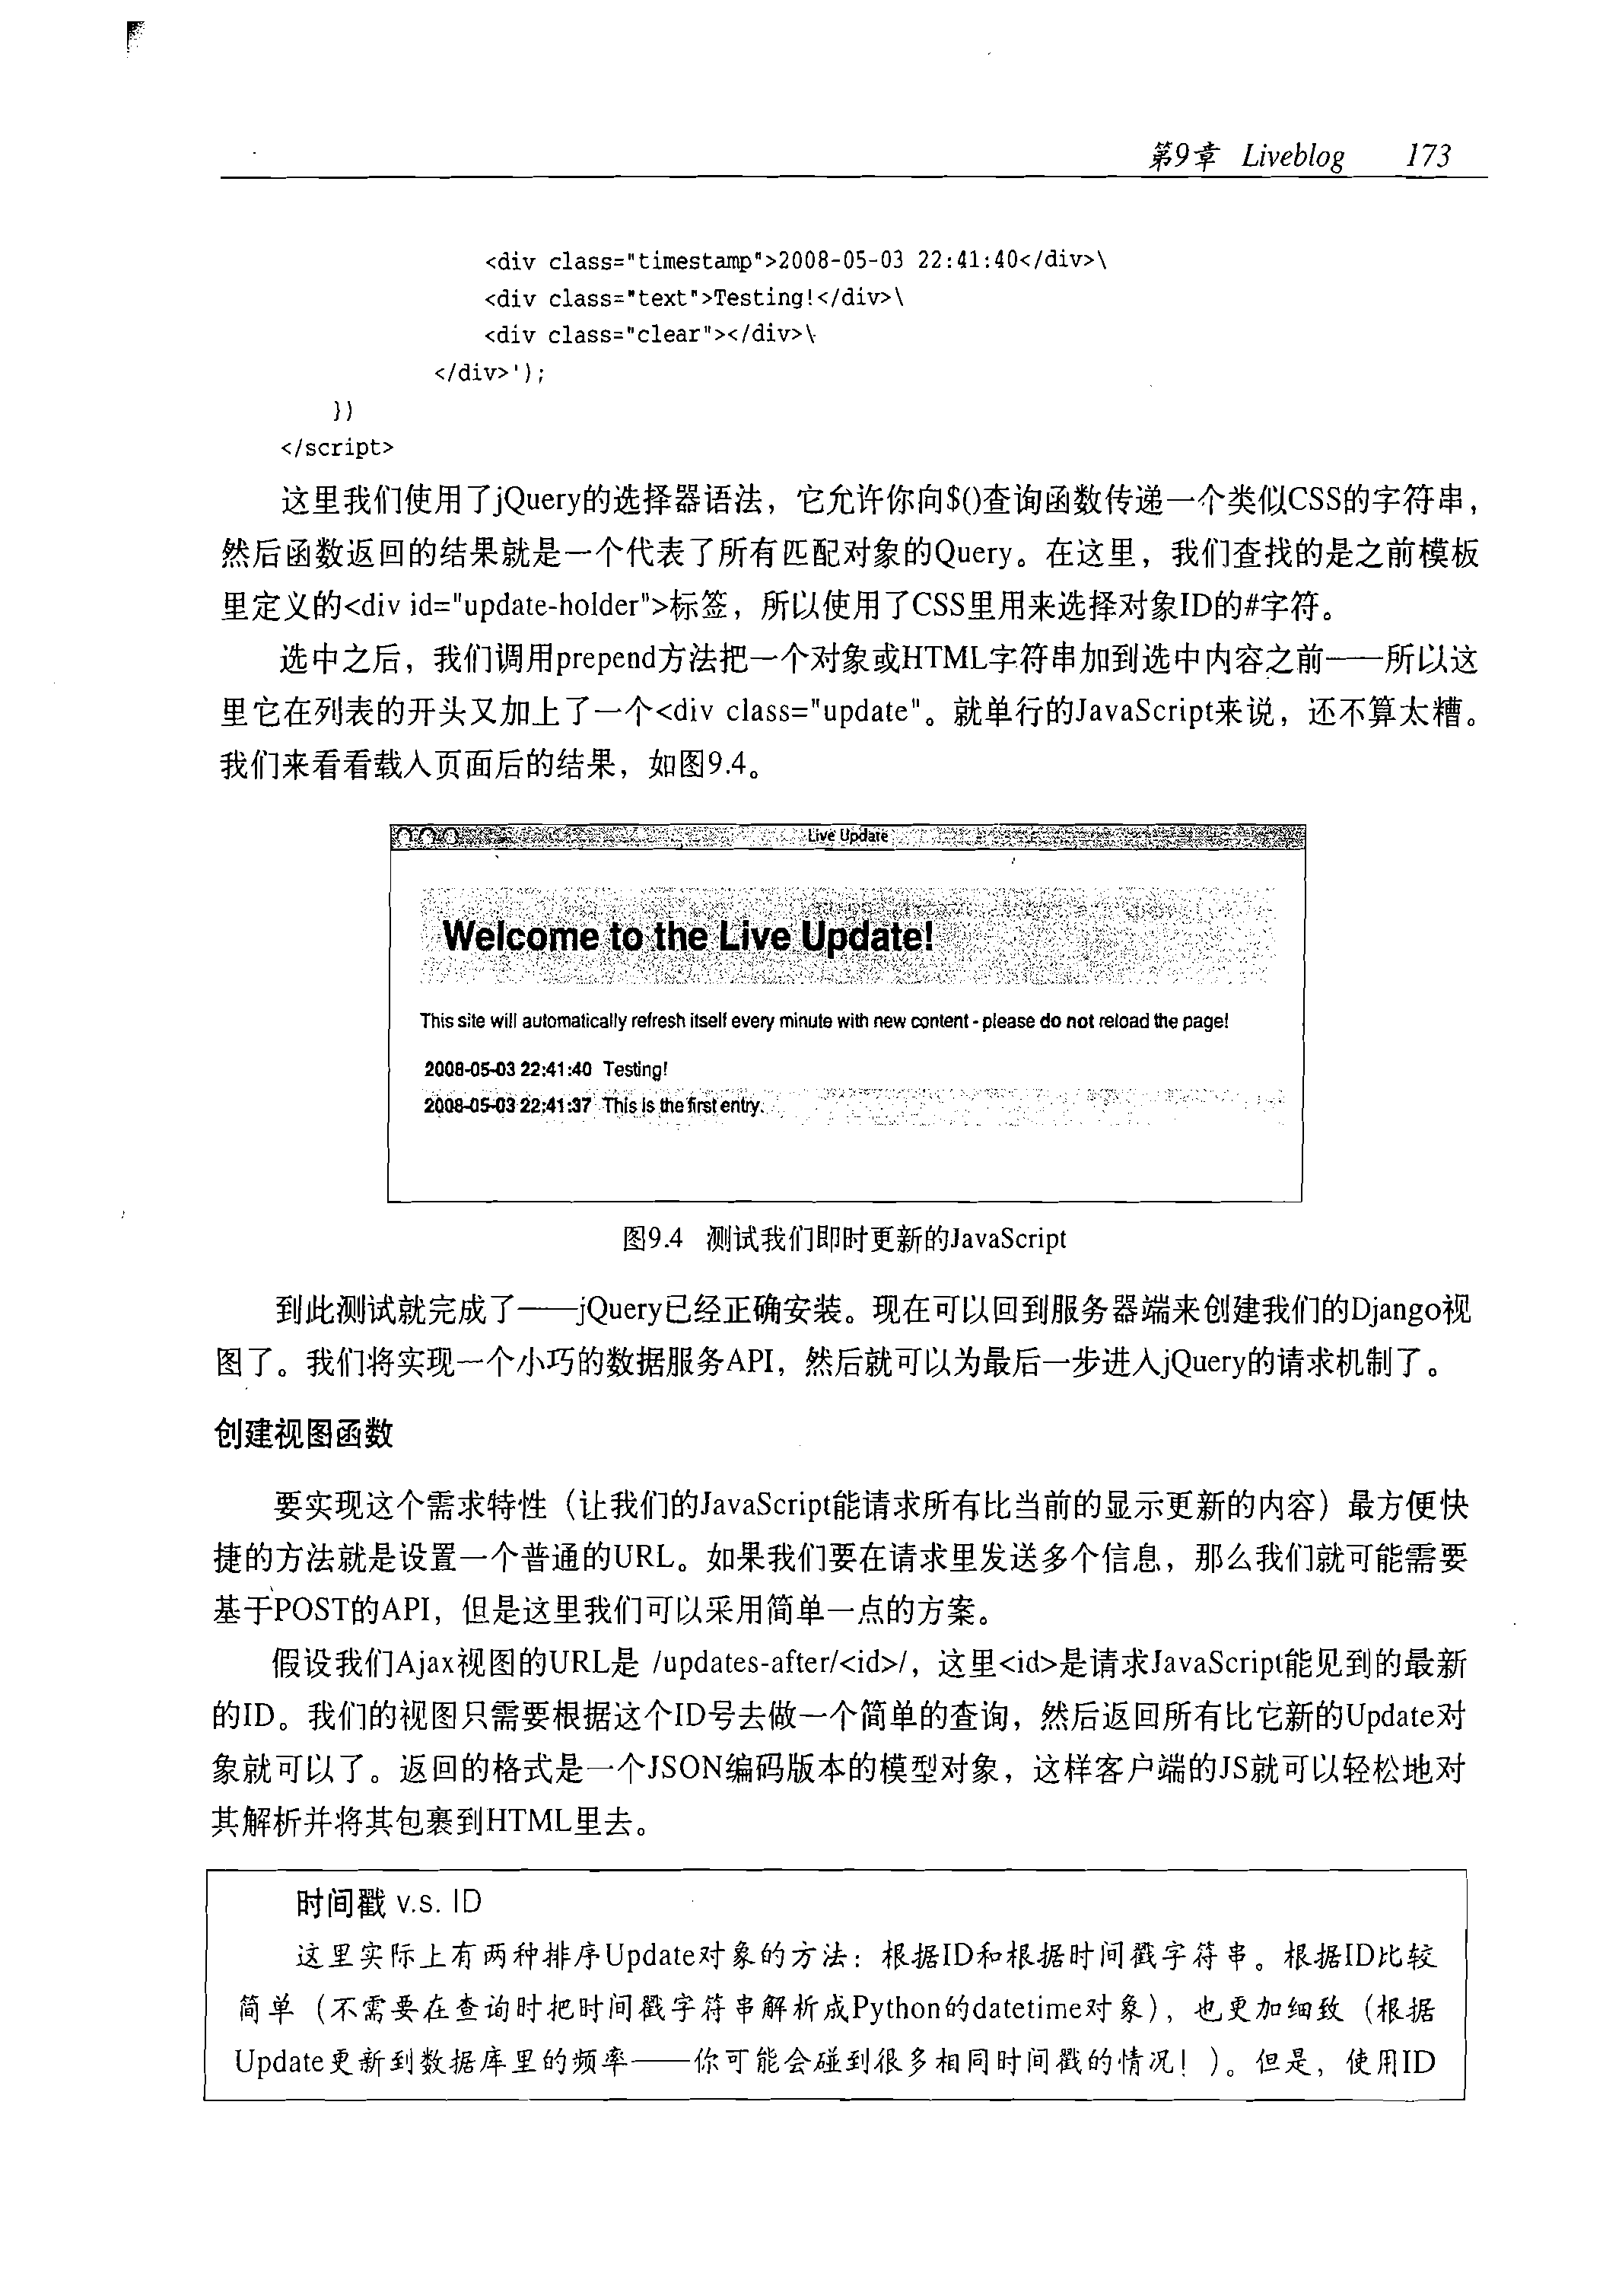 第9章 Liveblog 173
<div class="timestamp">2008-05-03 22:41:40</div>\
<div class="text">Testing!</div>\
<div class="clear"></div>\
</div>');
})
</script>
这里我们使用了jQuery的选择器语法，它允许你向$()查询函数传递一个类似CSS的字符串，
然后函数返回的结果就是一个代表了所有匹配对象的Query。在这里，我们查找的是之前模板
里定义的<div id="update-holder">标签，所以使用了CSS里用来选择对象ID的#字符。
选中之后，我们调用prepend方法把一个对象或HTML字符串加到选中内容之前——所以这
里它在列表的开头又加上了一个<div class="update"。就单行的JavaScript来说，还不算太糟。
我们来看看载入页面后的结果，如图9.4。
Live Update
Welcome to the Live Update!
This site will automatically refresh itself every minute with new content - please do not reload the page!
2008-05-03 22:41:40 Testing!
2008-05-03 22:41:37 This is the first entry.
图9.4 测试我们即时更新的JavaScript
到此测试就完成了——jQuery已经正确安装。现在可以回到服务器端来创建我们的Django视
图了。我们将实现一个小巧的数据服务API，然后就可以为最后一步进入jQuery的请求机制了。
创建视图函数
要实现这个需求特性（让我们的JavaScript能请求所有比当前的显示更新的内容）最方便快
捷的方法就是设置一个普通的URL。如果我们要在请求里发送多个信息，那么我们就可能需要
基于POST的API，但是这里我们可以采用简单一点的方案。
假设我们Ajax视图的URL是 /updates-after/<id>/，这里<id>是请求JavaScript能见到的最新
的ID。我们的视图只需要根据这个ID号去做一个简单的查询，然后返回所有比它新的Update对
象就可以了。返回的格式是一个JSON编码版本的模型对象，这样客户端的JS就可以轻松地对
其解析并将其包裹到HTML里去。
时间戳 v.s. ID
这里实际上有两种排序Update对象的方法：根据ID和根据时间戳字符串。根据ID比较
简单（不需要在查询时把时间戳字符串解析成Python的datetime对象），也更加细致（根据
Update更新到数据库里的频率——你可能会碰到很多相同时间戳的情况！）。但是，使用ID